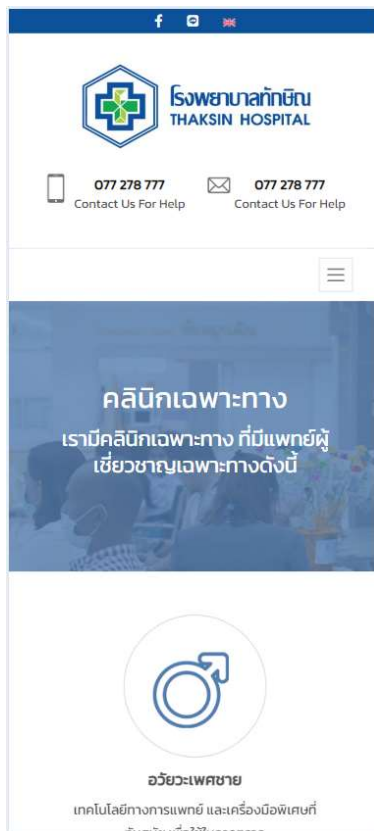 โรงพยาบาลทักษิณ
THAKSIN HOSPITAL
077 278 777
Contact Us For Help
077 278 777
Contact Us For Help
คลินิกเฉพาะทาง
เรามีคลินิกเฉพาะทาง ที่มีแพทย์ผู้
เชี่ยวชาญเฉพาะทางดังนี้
อวัยวะเพศชาย
เทคโนโลยีทางการแพทย์ และเครื่องมือพิเศษที่